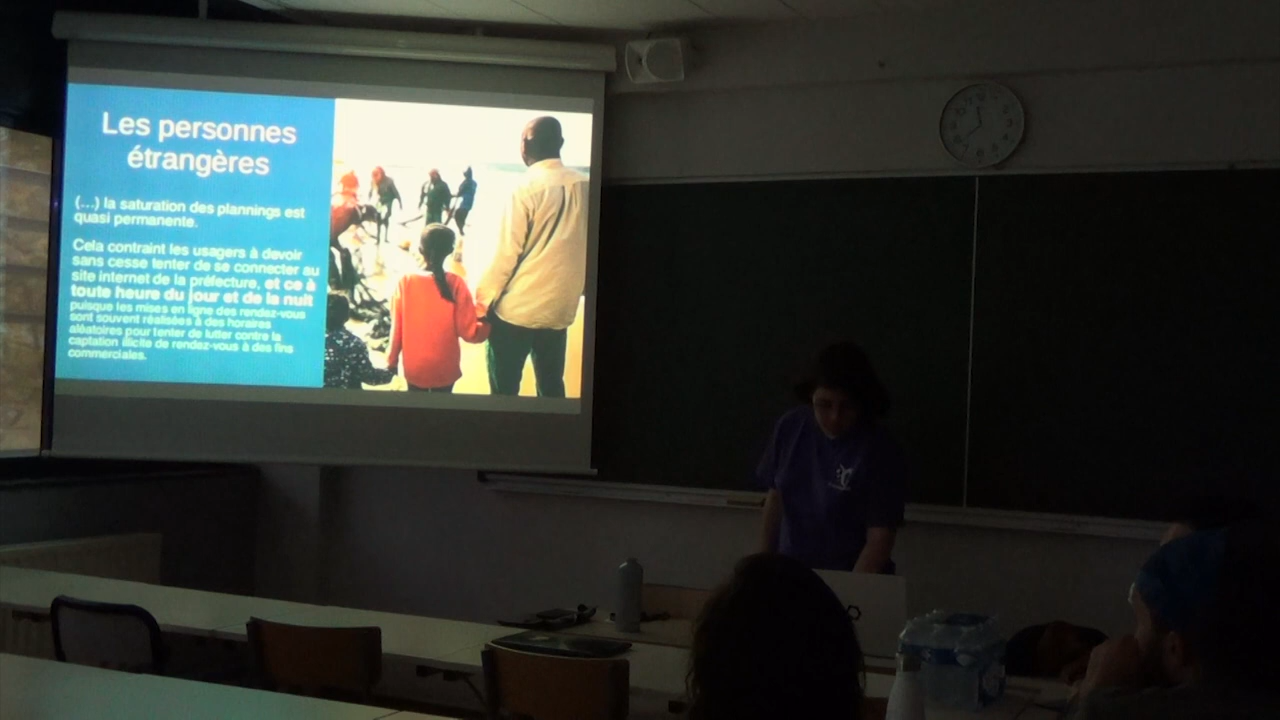 Les personnes
étrangères
(...) la saturation des plannings est
quasi permanente.
Cela contraint les usagers à devoir
sans cesse tenter de se connecter au
site internet de la préfecture, et ce à
toute heure du jour et de la nuit
puisque les mises en ligne des rendez-vous
sont souvent réalisées à des horaires
aléatoires pour tenter de lutter contre la
captation illicite de rendez-vous à des fins
commerciales.